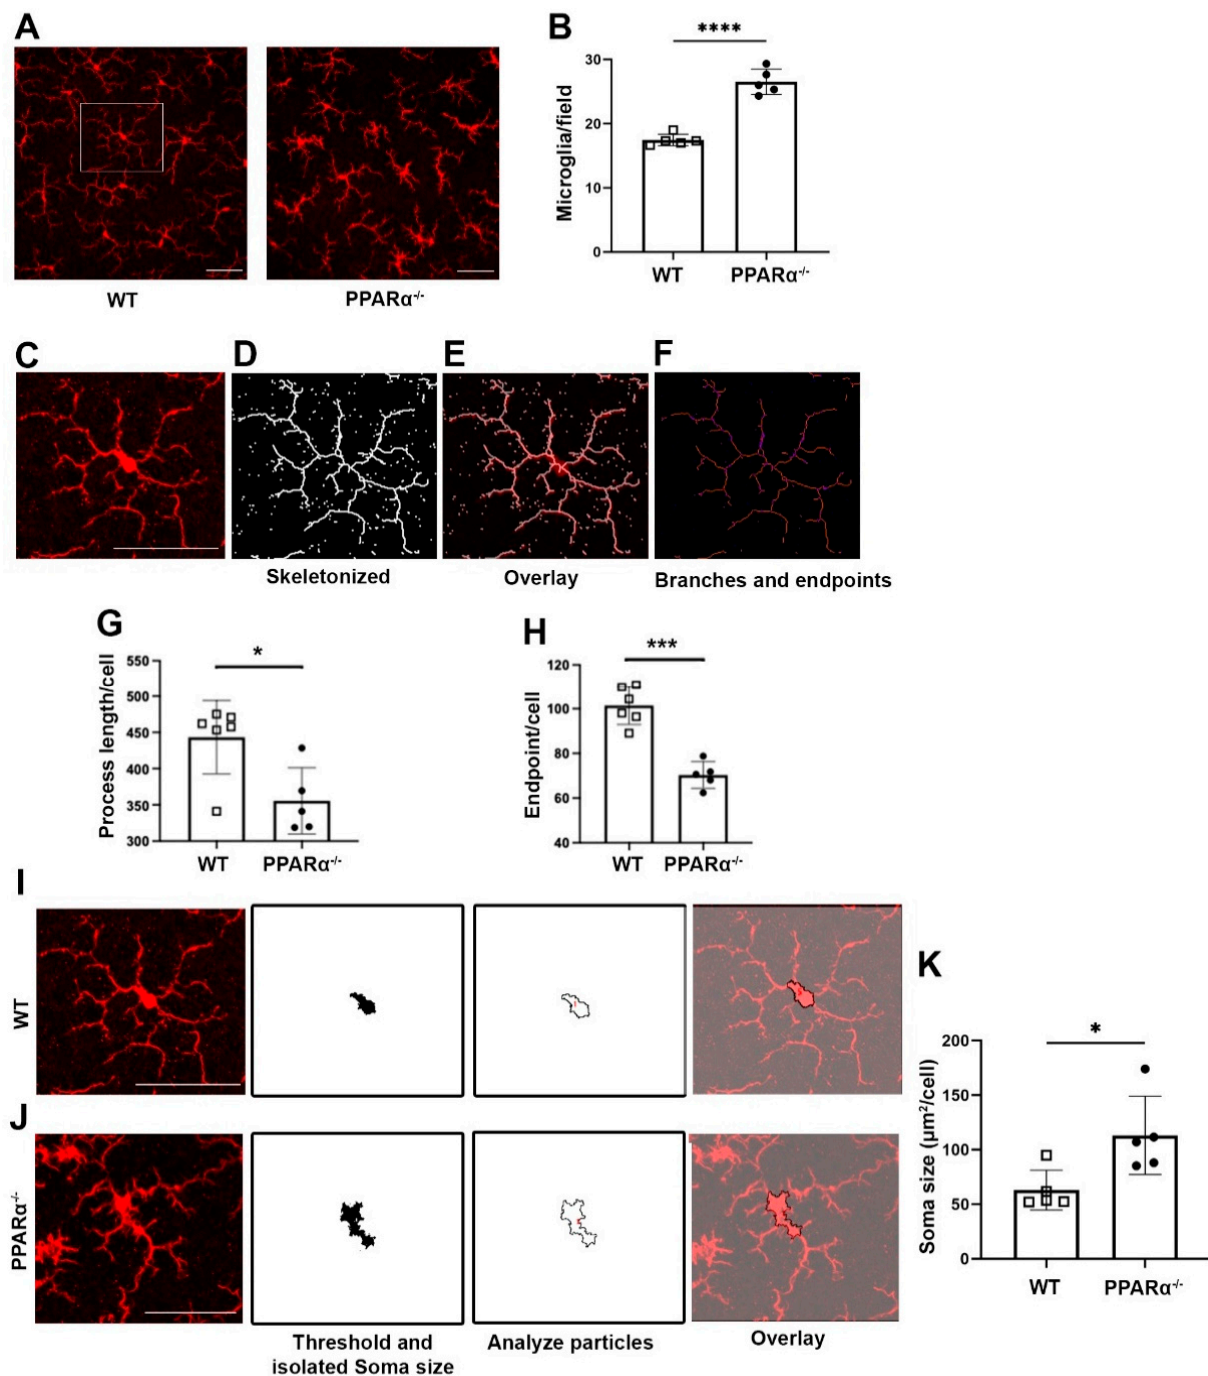 A
B
****
Microglia/field
30
20
10
0
WT
PPARα-/-
WT
PPARα-/-
C
D
E
F
Skeletonized
Overlay
Branches and endpoints
G
*
Process length/cell
550
500
450
400
350
300
WT
PPARα-/-
H
***
Endpoint/cell
120
100
80
60
40
WT
PPARα-/-
I
WT
J
PPARα-/-
Threshold and
isolated Soma size
Analyze particles
Overlay
K
*
Soma size (µm²/cell)
200
150
100
50
0
WT
PPARα-/-